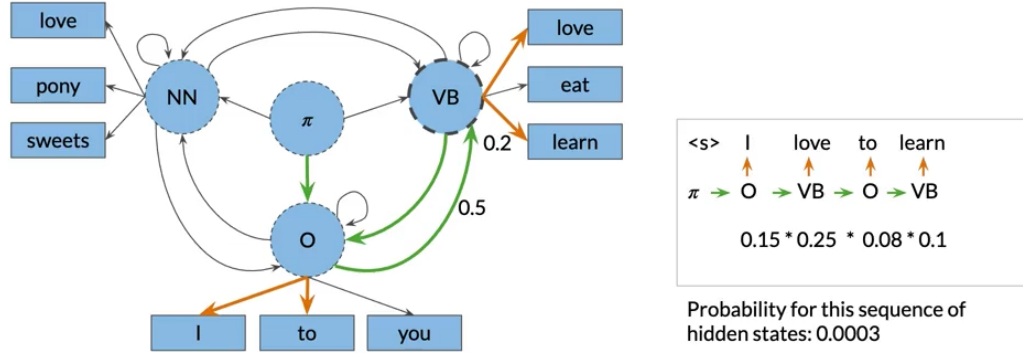 love
pony
sweets
NN
π
VB
O
love
eat
learn
0.2
0.5
I
to
you
<s> I love to learn
π O VB O VB
0.15 * 0.25 * 0.08 * 0.1
Probability for this sequence of
hidden states: 0.0003